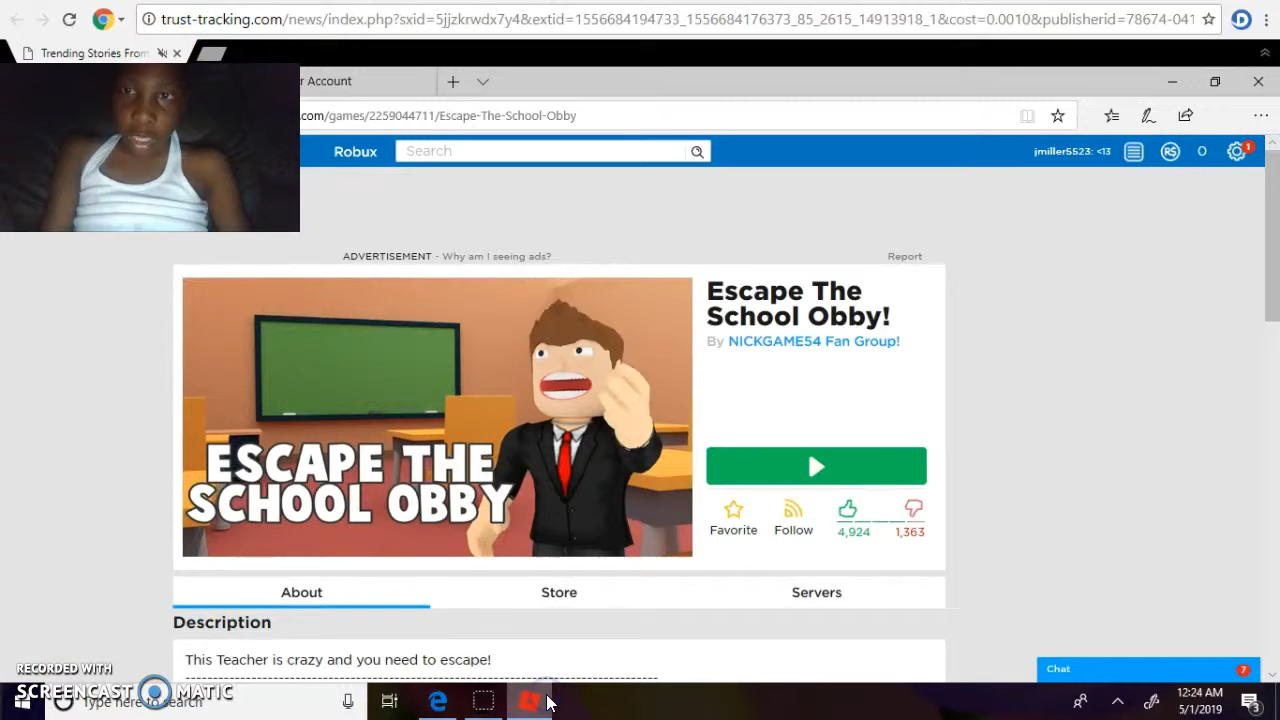 trust-tracking.com/news/index.php?sxid=5jjzkrwdx7y4&extid=1556684194733_1556684176373_85_2615_14913918_1&cost=0.0010&publisherid=78674-041
Trending Stories From
r Account
.com/games/2259044711/Escape-The-School-Obby
Robux
Search
jmiller5523: <13
RS
0
1
ADVERTISEMENT - Why am I seeing ads?
Report
ESCAPE THE
SCHOOL OBBY
Escape The
School Obby!
By NICKGAME54 Fan Group!
Favorite
Follow
4,924
1,363
About
Store
Servers
Description
This Teacher is crazy and you need to escape!
Chat
7
RECORDED WITH
SCREENCAST MATIC
Type here to search
12:24 AM
5/1/2019
3